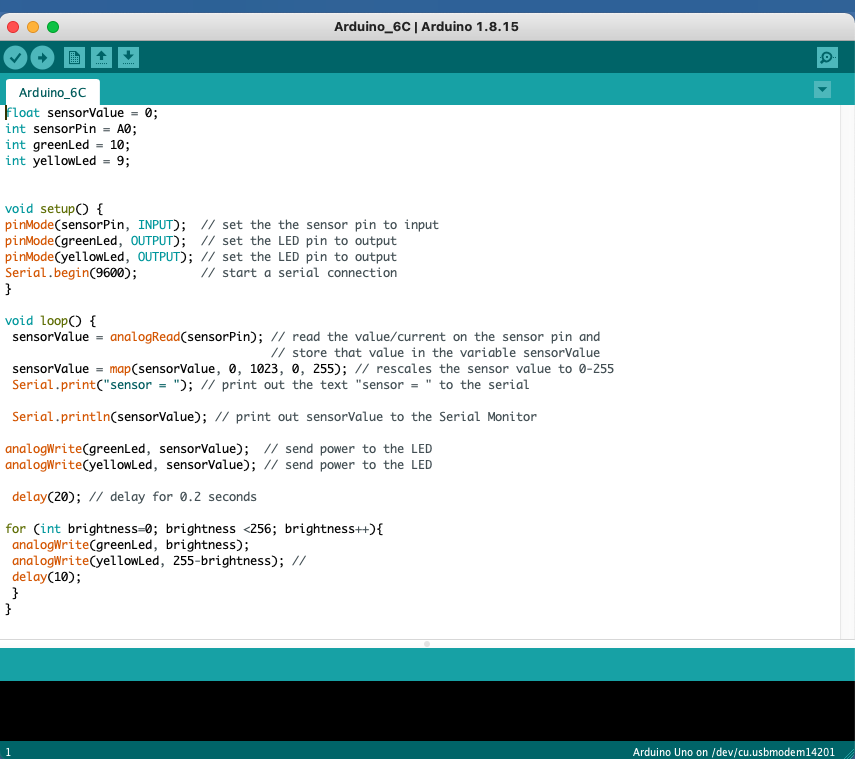 Arduino_6C | Arduino 1.8.15
Arduino_6C
float sensorValue = 0;
int sensorPin = A0;
int greenLed = 10;
int yellowLed = 9;
void setup() {
pinMode(sensorPin, INPUT);  // set the the sensor pin to input
pinMode(greenLed, OUTPUT);  // set the LED pin to output
pinMode(yellowLed, OUTPUT); // set the LED pin to output
Serial.begin(9600);         // start a serial connection
}
void loop() {
 sensorValue = analogRead(sensorPin); // read the value/current on the sensor pin and
                                      // store that value in the variable sensorValue
 sensorValue = map(sensorValue, 0, 1023, 0, 255); // rescales the sensor value to 0-255
 Serial.print("sensor = "); // print out the text "sensor = " to the serial
 Serial.println(sensorValue); // print out sensorValue to the Serial Monitor
analogWrite(greenLed, sensorValue);  // send power to the LED
analogWrite(yellowLed, sensorValue); // send power to the LED
 delay(20); // delay for 0.2 seconds
for (int brightness=0; brightness <256; brightness++){
 analogWrite(greenLed, brightness);
 analogWrite(yellowLed, 255-brightness); //
 delay(10);
 }
}
1
Arduino Uno on /dev/cu.usbmodem14201